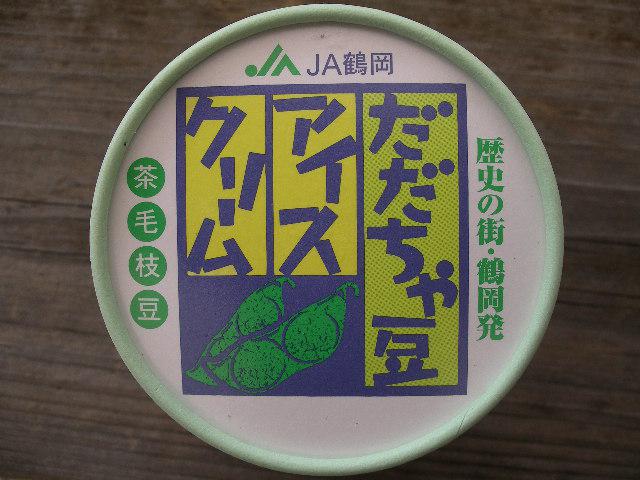 JA鶴岡
歴史の街・鶴岡発
だだちゃ豆
アイス
クリーム
茶毛枝豆